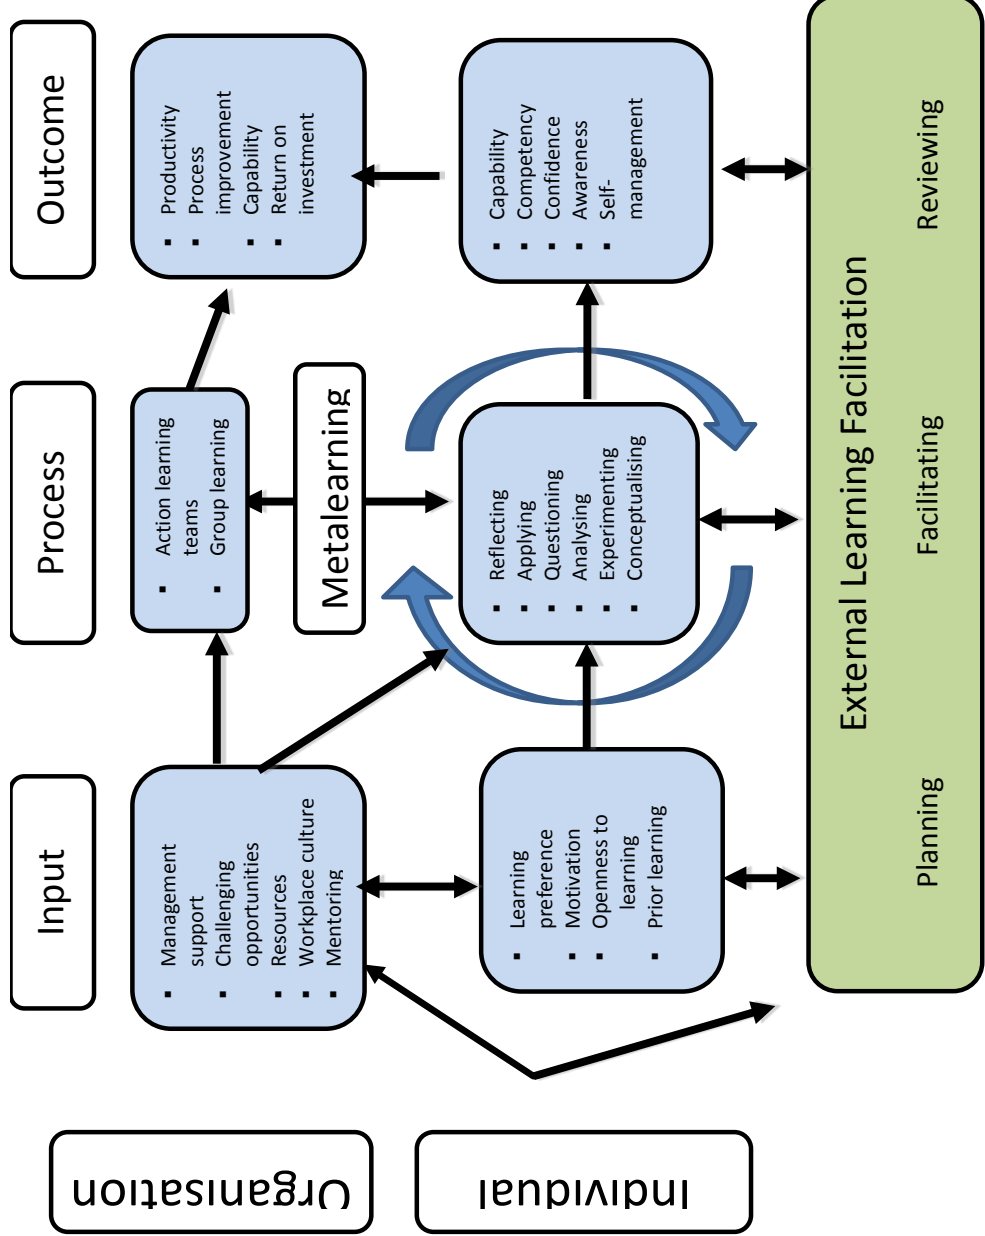 Input
Process
Outcome
Organisation
Management
support
Challenging
opportunities
Resources
Workplace culture
Mentoring
Action learning
teams
Group learning
Productivity
Process
improvement
Capability
Return on
investment
Metalearning
Individual
Learning
preference
Motivation
Openness to
learning
Prior learning
Reflecting
Applying
Questioning
Analysing
Experimenting
Conceptualising
Capability
Competency
Confidence
Awareness
Self-
management
External Learning Facilitation
Planning
Facilitating
Reviewing